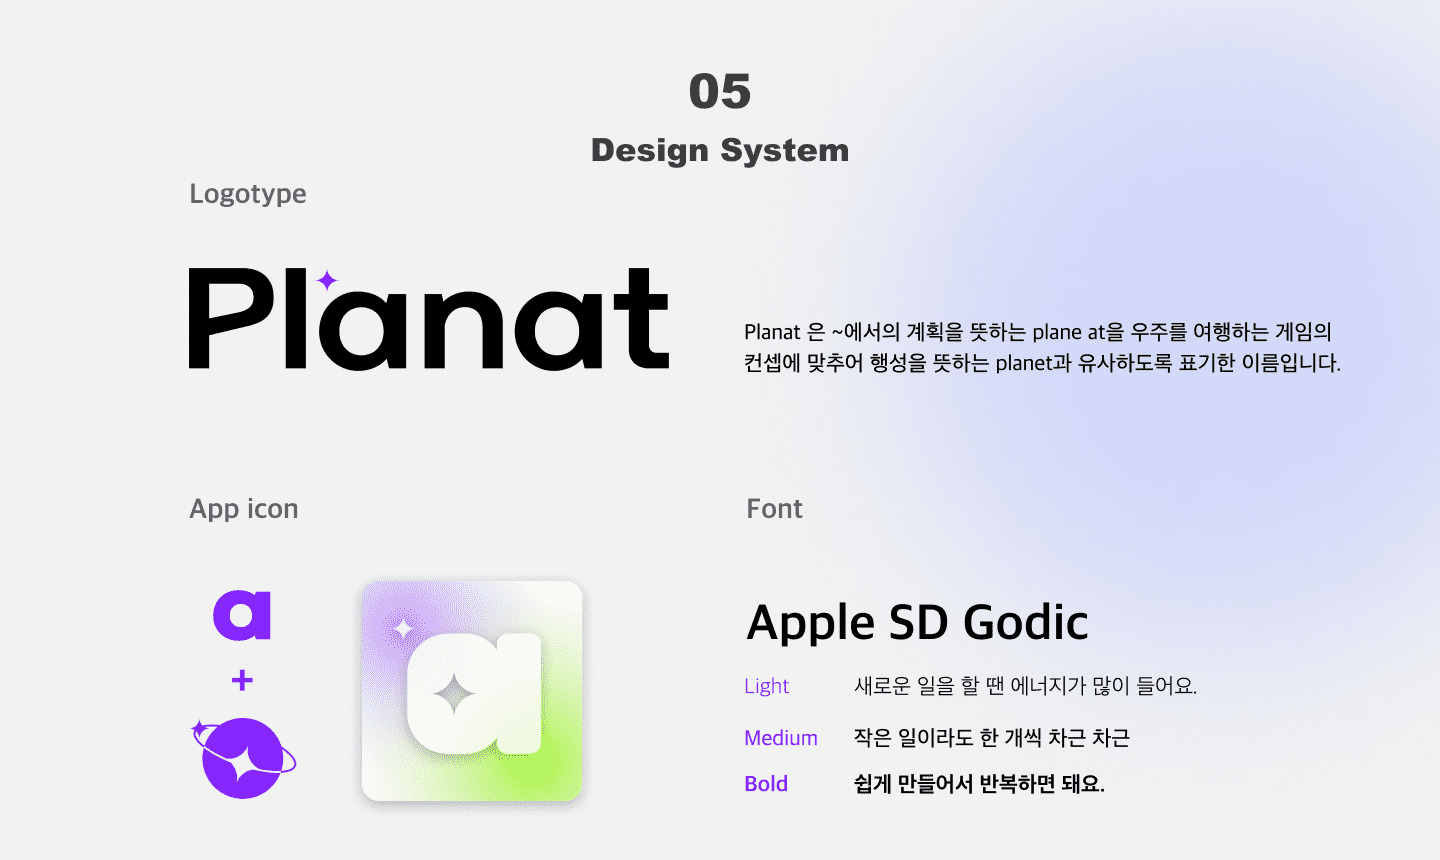 05
Design System
Logotype
Planat
Planat 은 ~에서의 계획을 뜻하는 plane at을 우주를 여행하는 게임의
컨셉에 맞추어 행성을 뜻하는 planet과 유사하도록 표기한 이름입니다.
App icon
a
+
a
Font
Apple SD Godic
Light 새로운 일을 할 땐 에너지가 많이 들어요.
Medium 작은 일이라도 한 개씩 차근 차근
Bold 쉽게 만들어서 반복하면 돼요.